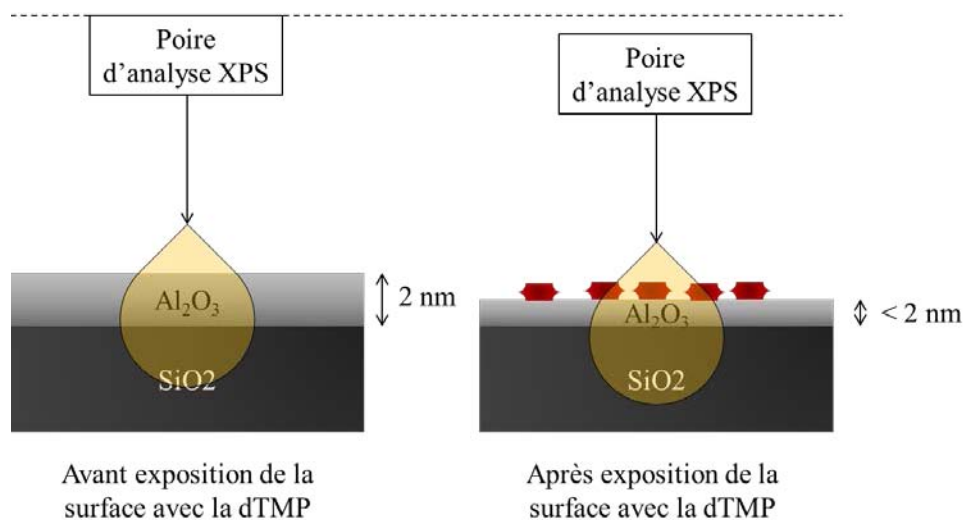 Poire
d'analyse XPS
Al₂O₃
2 nm
SiO2
Avant exposition de la
surface avec la dTMP
Poire
d'analyse XPS
Al₂O₃
< 2 nm
SiO2
Après exposition de la
surface avec la dTMP